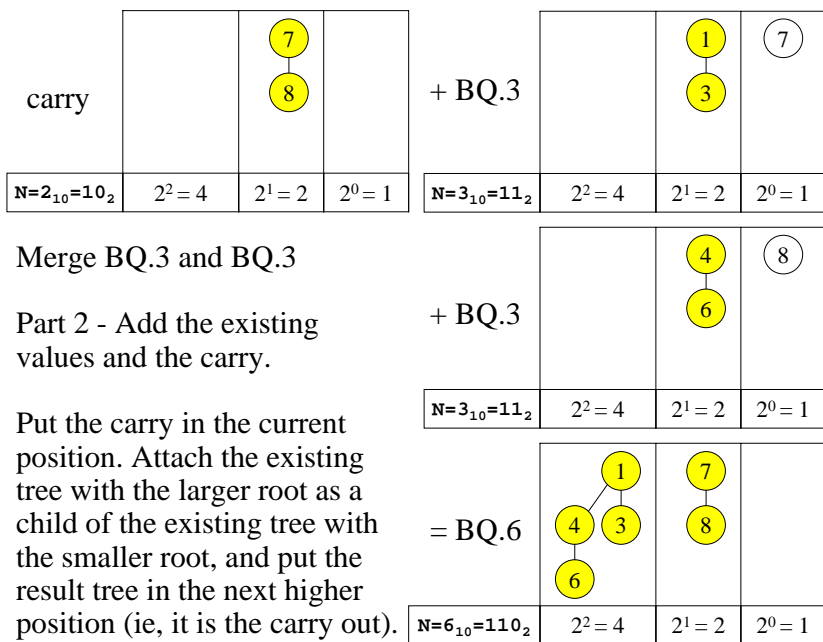 7
8
carry
N=2₁₀=10₂ 2² = 4 2¹ = 2 2⁰ = 1
1 7
3
+ BQ.3
N=3₁₀=11₂ 2² = 4 2¹ = 2 2⁰ = 1
Merge BQ.3 and BQ.3
Part 2 - Add the existing
values and the carry.
Put the carry in the current
position. Attach the existing
tree with the larger root as a
child of the existing tree with
the smaller root, and put the
result tree in the next higher
position (ie, it is the carry out).
4 8
6
+ BQ.3
N=3₁₀=11₂ 2² = 4 2¹ = 2 2⁰ = 1
1 7
4 3 8
= BQ.6
6
N=6₁₀=110₂ 2² = 4 2¹ = 2 2⁰ = 1